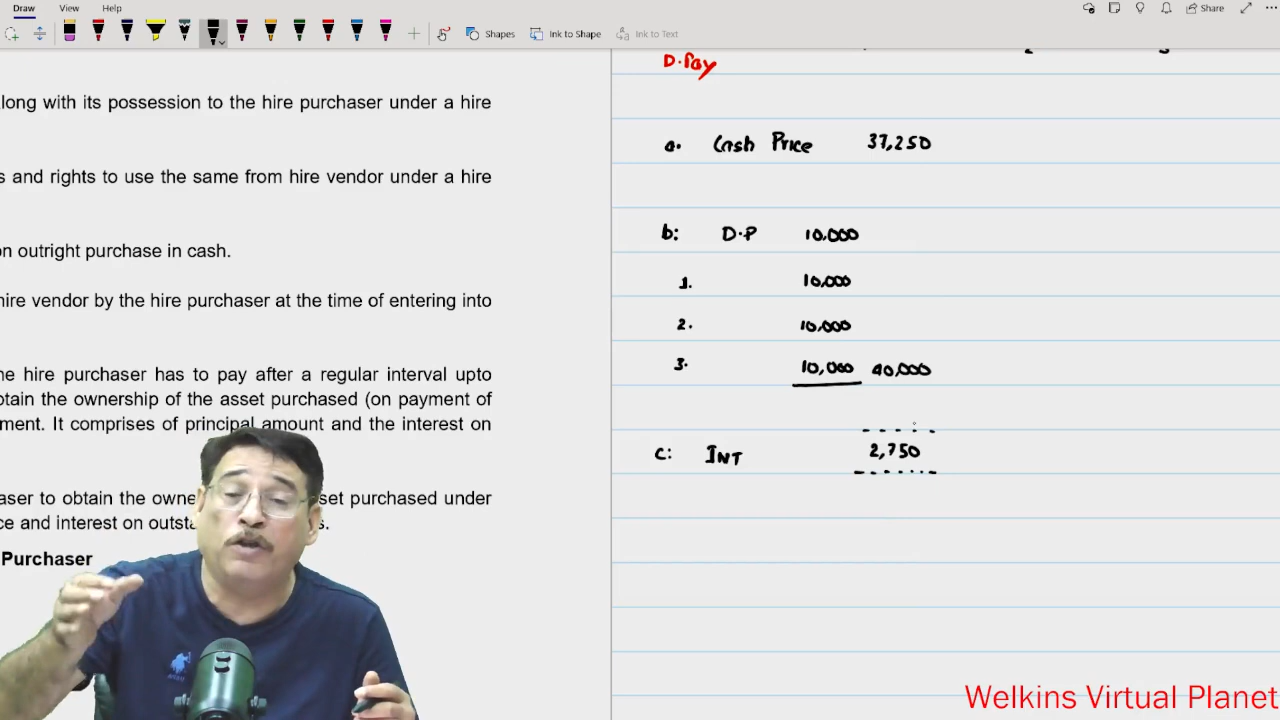 Draw View Help Share
Shapes Ink to Shape Ink to Text
along with its possession to the hire purchaser under a hire
s and rights to use the same from hire vendor under a hire
on outright purchase in cash.
hire vendor by the hire purchaser at the time of entering into
he hire purchaser has to pay after a regular interval upto
btain the ownership of the asset purchased (on payment of
ment. It comprises of principal amount and the interest on
haser to obtain the set purchased under
ce and interest on s.
Purchaser
D.Pay
a. Cash Price 37,250
b: D.P 10,000
1. 10,000
2. 10,000
3. 10,000 40,000
c: INT 2,750
Welkins Virtual Planet